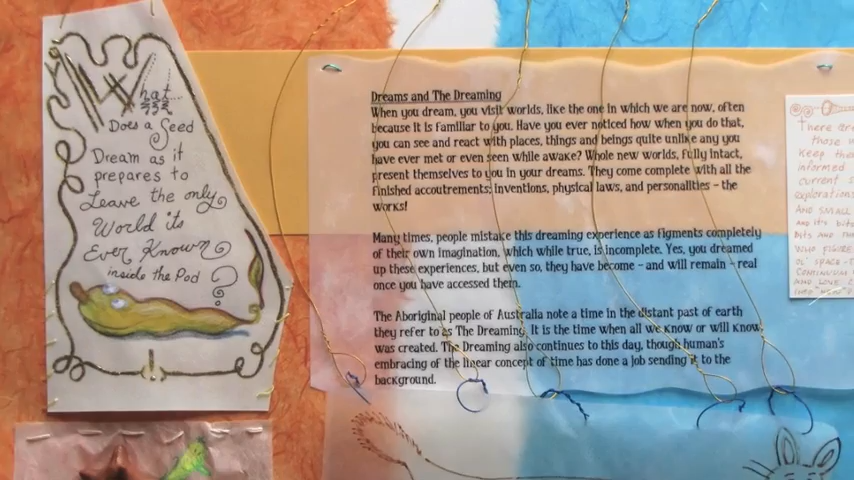 What...
Does a Seed
Dream as it
prepares to
Leave the only
World its
Ever Known
inside the Pod
?
Dreams and The Dreaming
When you dream, you visit worlds, like the one in which we are now, often
because it is familiar to you. Have you ever noticed how when you do that,
you can see and react with places, things and beings quite unlike any you
have ever met or even seen while awake? Whole new worlds, fully intact,
present themselves to you in your dreams. They come complete with all the
finished accoutrements; inventions, physical laws, and personalities – the
works!
Many times, people mistake this dreaming experience as figments completely
of their own imagination, which while true, is incomplete. Yes, you dreamed
up these experiences, but even so, they have become – and will remain – real
once you have accessed them.
The Aboriginal people of Australia note a time in the distant past of earth
they refer to as The Dreaming. It is the time when all we know or will know
was created. The Dreaming also continues to this day, though human's
embracing of the linear concept of time has done a job sending it to the
background.
There are
those w
Keep the
informed
current s
explorations
AND SMALL
and it's bits
Bits and
```